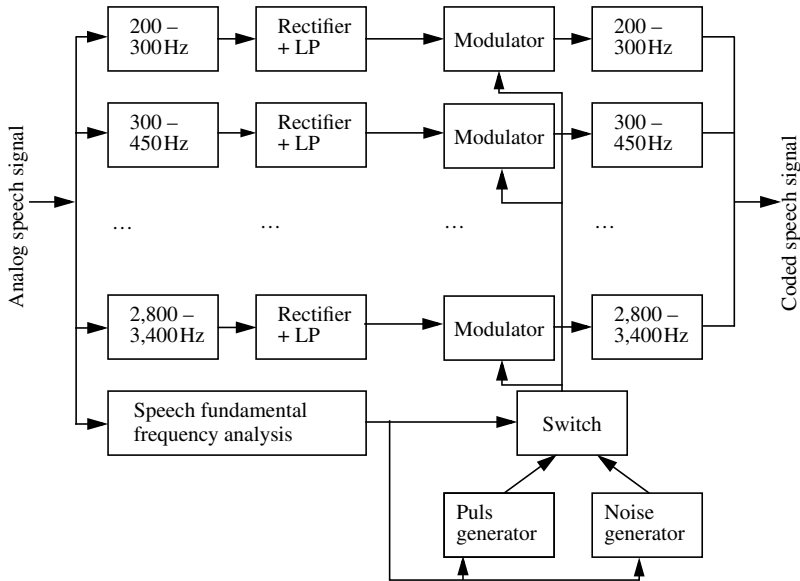 200 –
300 Hz
Rectifier
+ LP
Modulator
200 –
300 Hz
300 –
450 Hz
Rectifier
+ LP
Modulator
300 –
450 Hz
Analog speech signal
Coded speech signal
...
...
...
...
2,800 –
3,400 Hz
Rectifier
+ LP
Modulator
2,800 –
3,400 Hz
Speech fundamental
frequency analysis
Switch
Puls
generator
Noise
generator